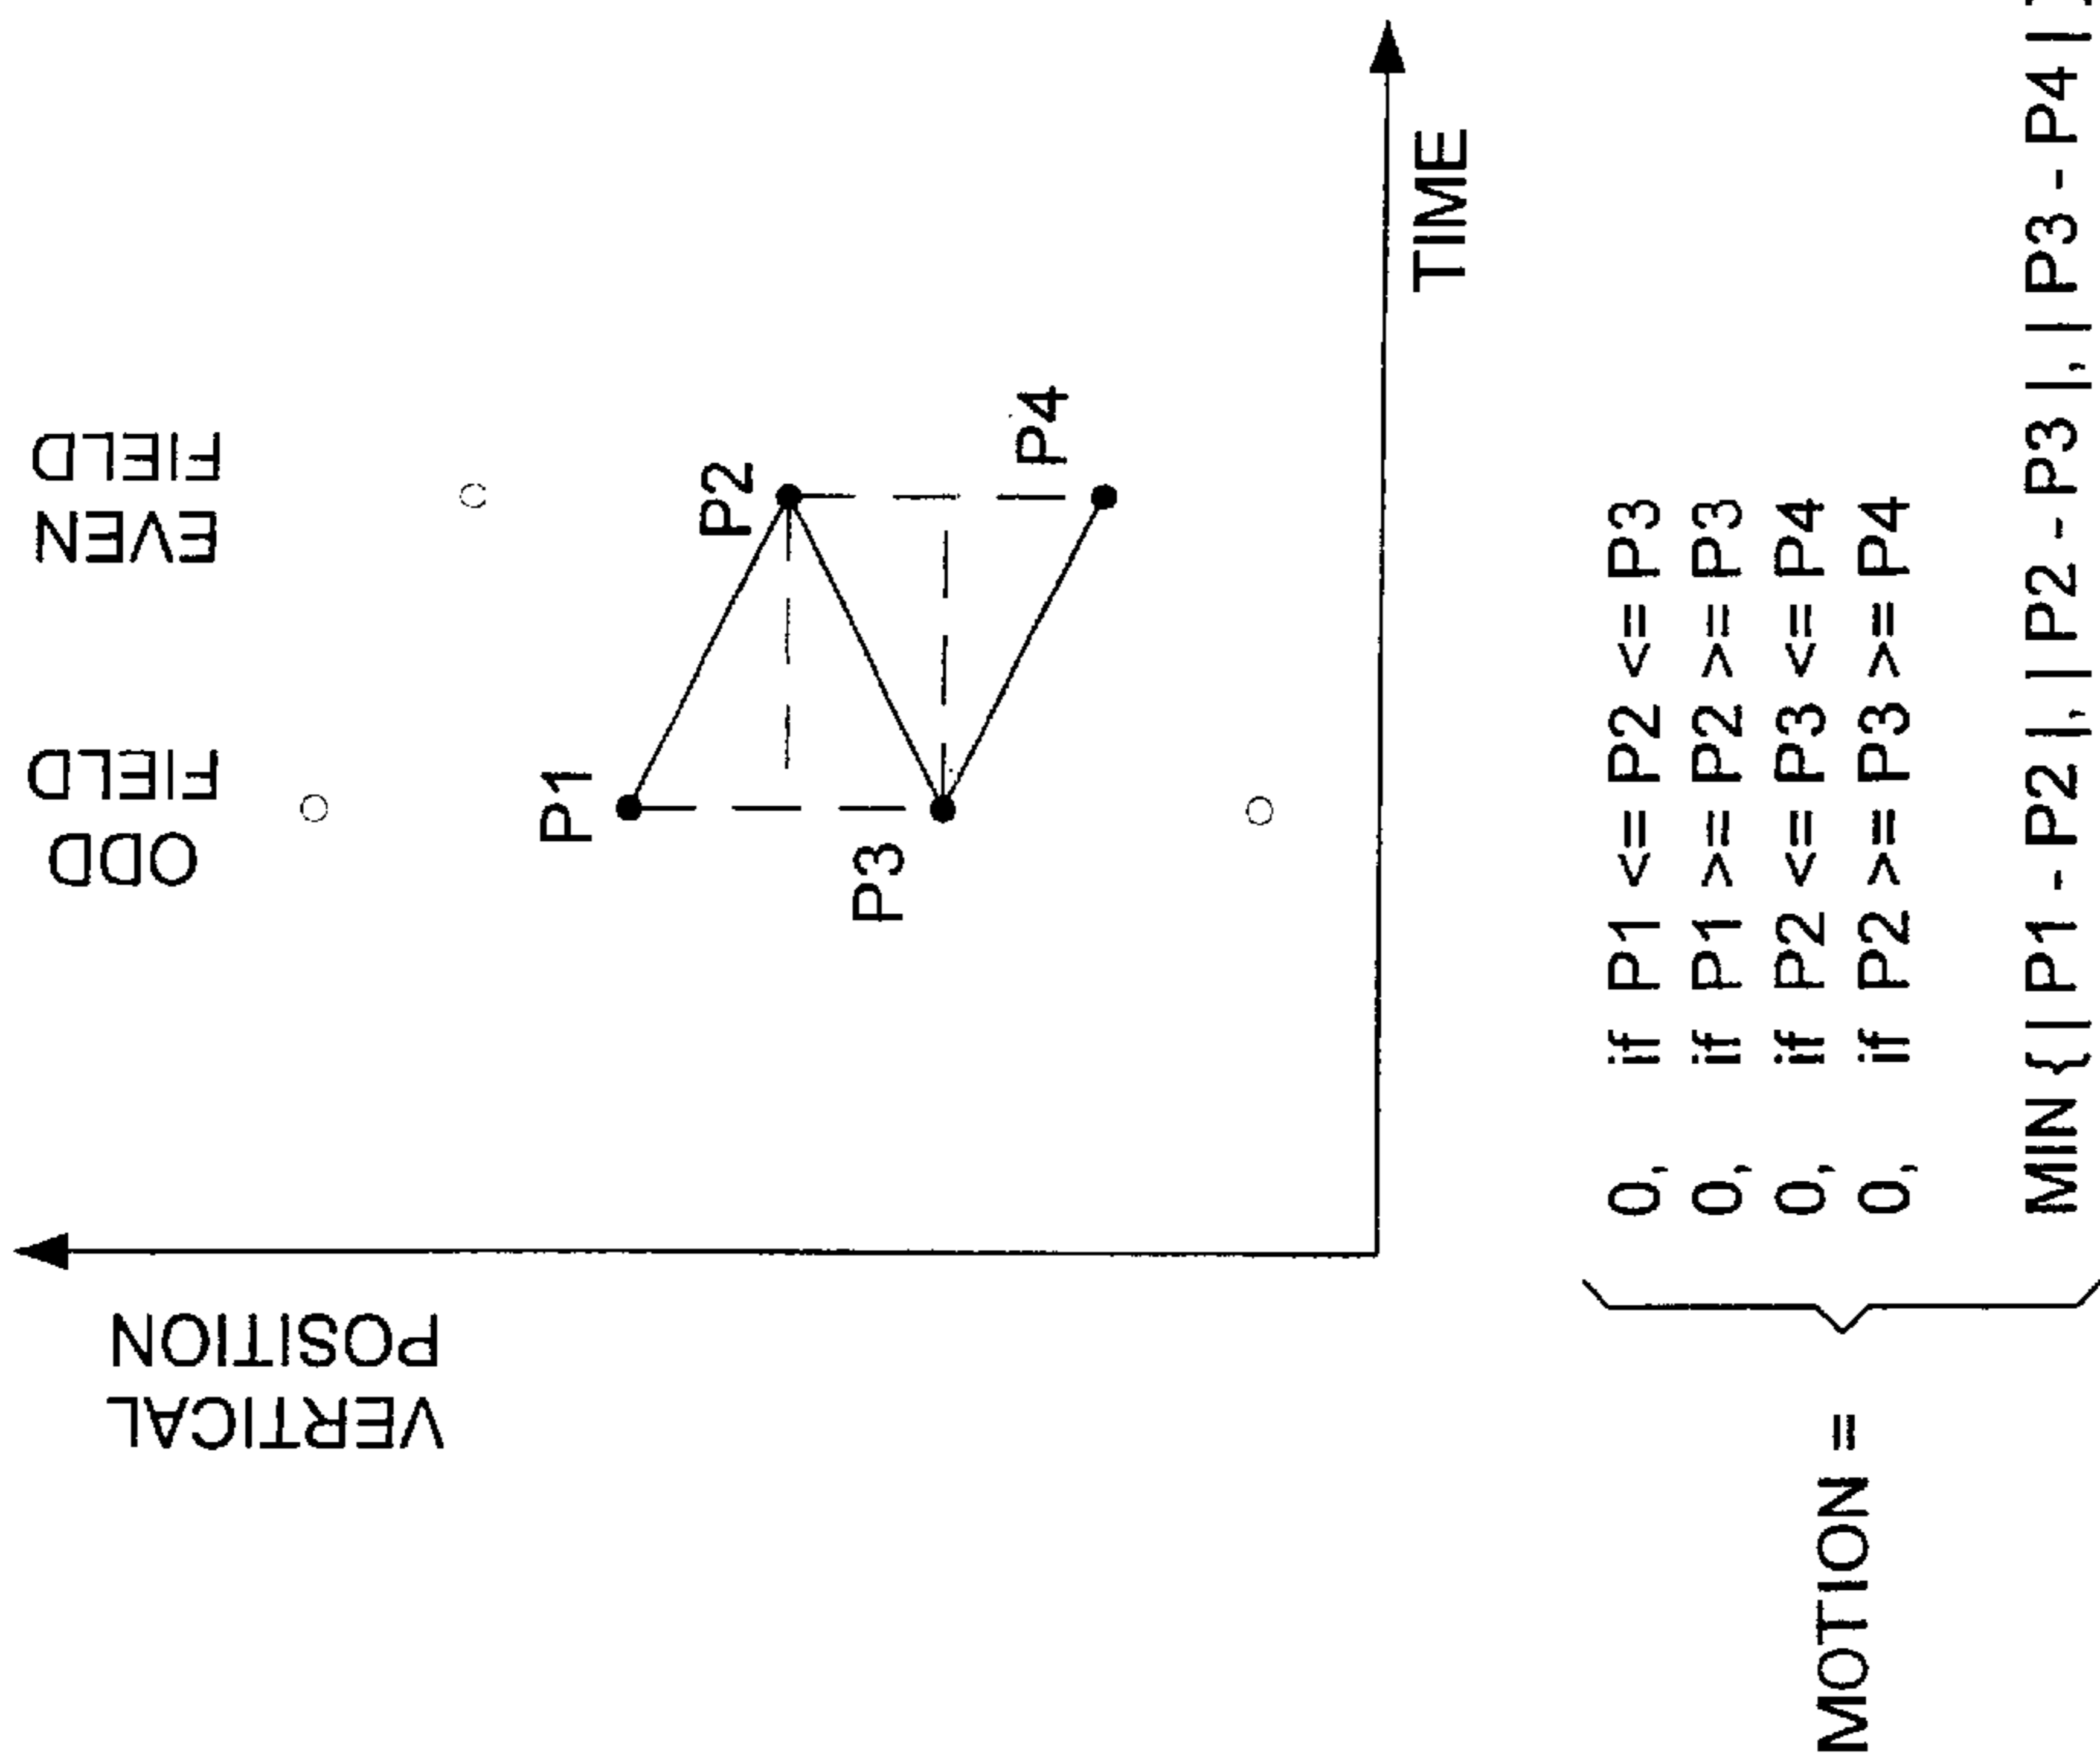 VERTICAL
POSITION
ODD
FIELD
EVEN
FIELD
P1
P2
P3
P4
TIME
MOTION =
0, if P1 <= P2 <= P3
0, if P1 >= P2 >= P3
0, if P2 <= P3 <= P4
0, if P2 >= P3 >= P4
MIN { | P1 - P2 |, | P2 - P3 |, | P3 - P4 |